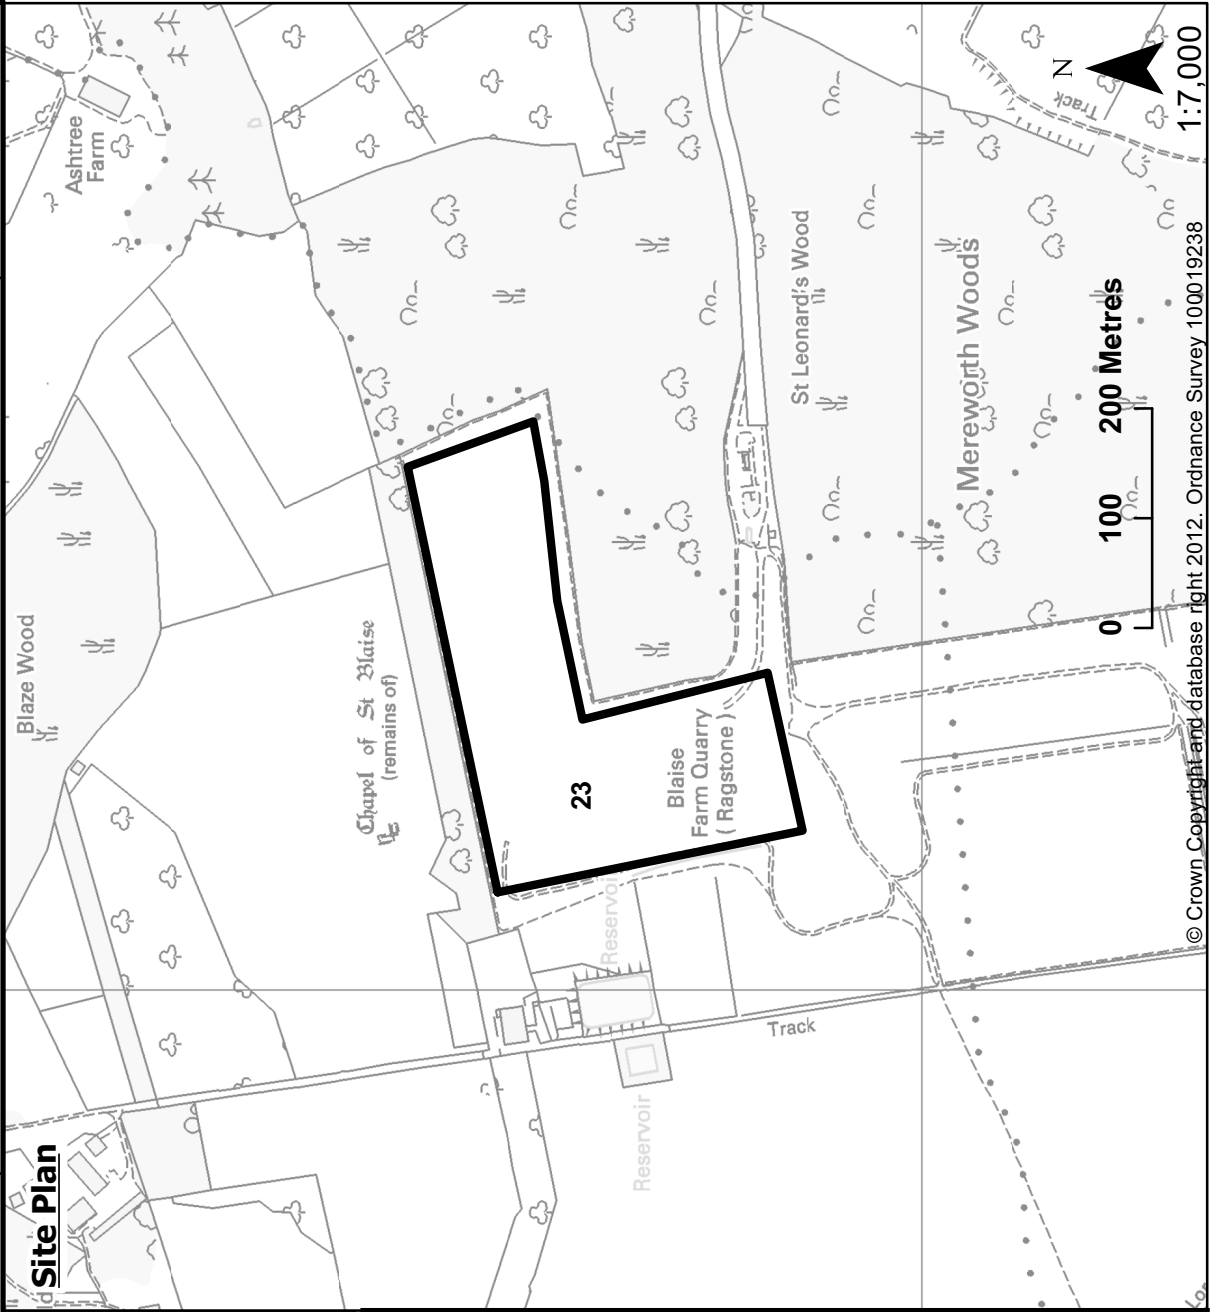 Site Plan
Blaze Wood
Ashtree
Farm
Chapel of St Blaise
(remains of)
23
Blaise
Farm Quarry
( Ragstone )
Reservoir
Reservoir
Track
St Leonard's Wood
Mereworth Woods
Track
N
1:7,000
0 100 200 Metres
© Crown Copyright and database right 2012. Ordnance Survey 100019238